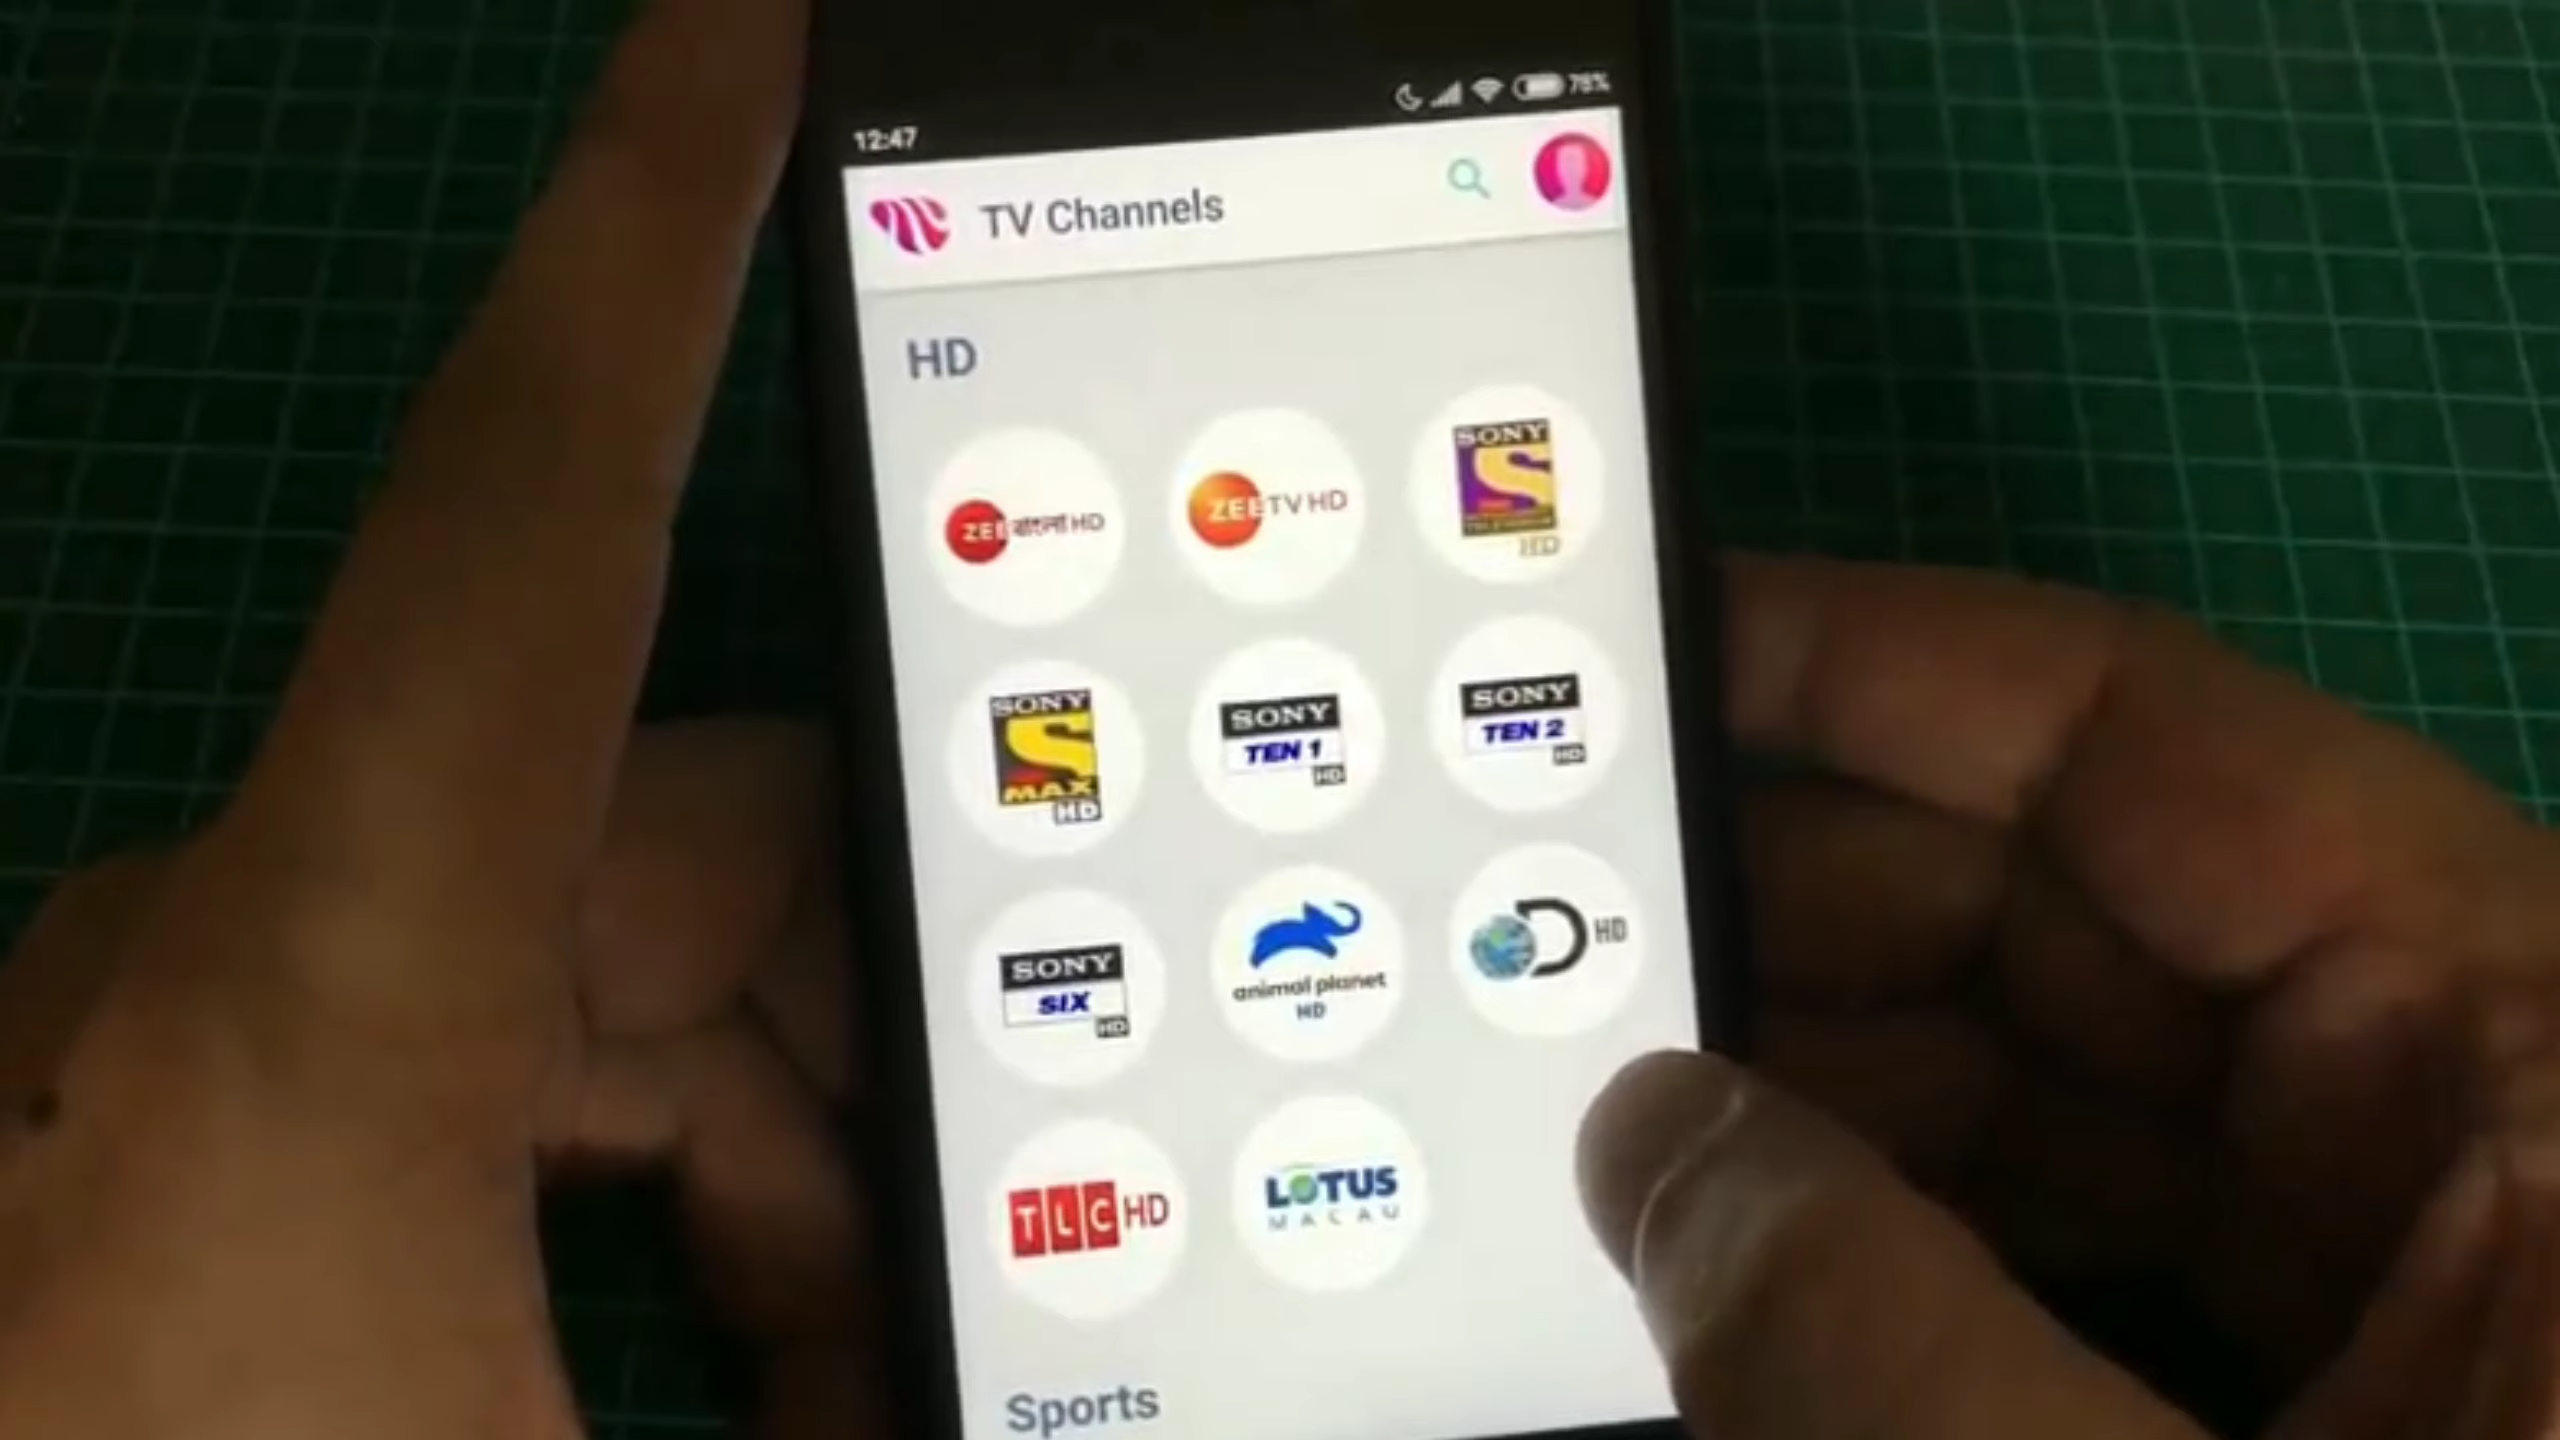 12:47
78%
TV Channels
HD
ZEE বাংলা HD
ZEE TV HD
SONY
HD
SONY
MAX
HD
SONY
TEN 1
HD
SONY
TEN 2
HD
SONY
SIX
HD
animal planet
HD
D HD
TLC HD
LOTUS
MACAU
Sports